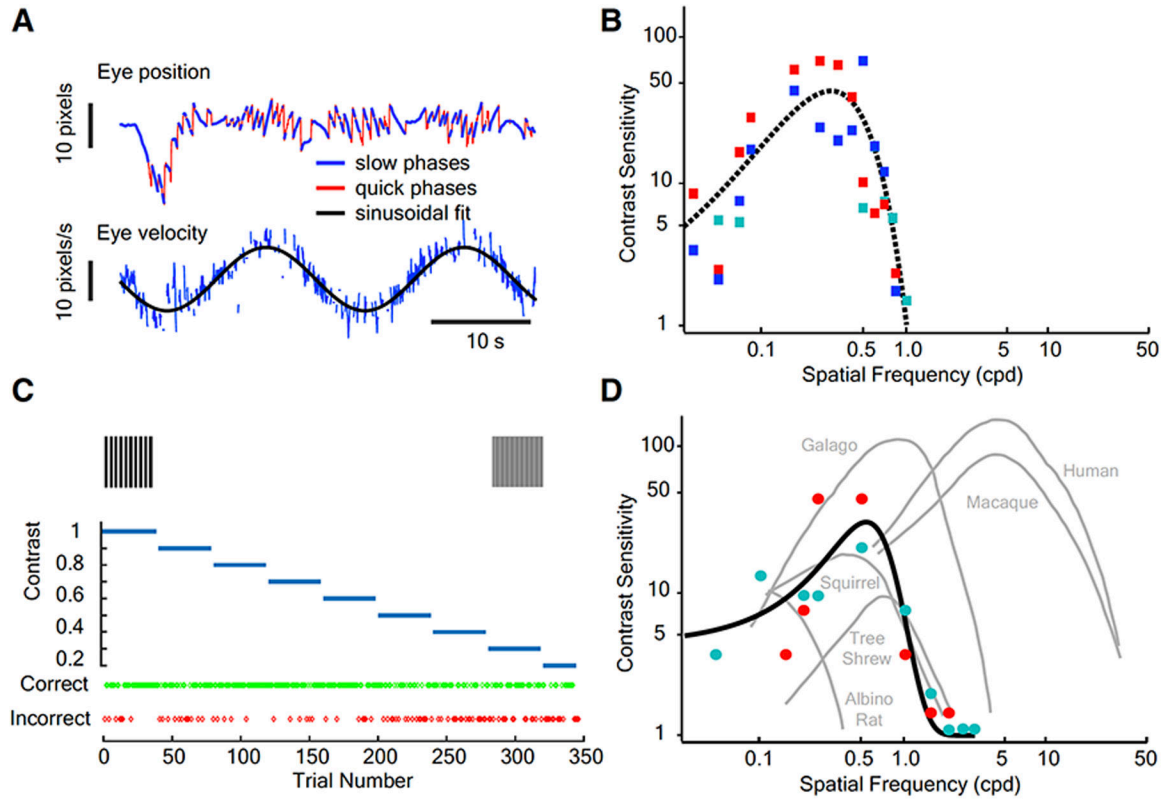 A
Eye position
10 pixels
slow phases
quick phases
sinusoidal fit
Eye velocity
10 pixels/s
10 s
B
Contrast Sensitivity
100
50
10
5
1
0.1
0.5
1.0
5
10
50
Spatial Frequency (cpd)
C
Contrast
1
0.8
0.6
0.4
0.2
Correct
Incorrect
0
50
100
150
200
250
300
350
Trial Number
D
Contrast Sensitivity
100
50
10
5
1
Galago
Human
Macaque
Squirrel
Tree
Shrew
Albino
Rat
0.1
0.5
1.0
5
10
50
Spatial Frequency (cpd)